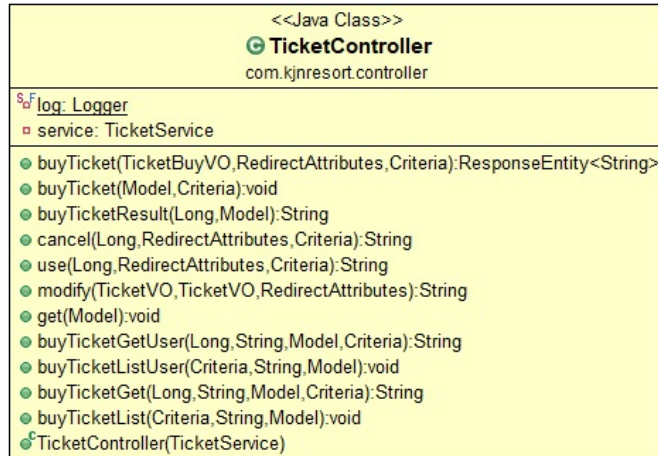 <<Java Class>>
TicketController
com.kjnresort.controller
log: Logger
service: TicketService
buyTicket(TicketBuyVO,RedirectAttributes,Criteria):ResponseEntity<String>
buyTicket(Model,Criteria):void
buyTicketResult(Long,Model):String
cancel(Long,RedirectAttributes,Criteria):String
use(Long,RedirectAttributes,Criteria):String
modify(TicketVO,TicketVO,RedirectAttributes):String
get(Model):void
buyTicketGetUser(Long,String,Model,Criteria):String
buyTicketListUser(Criteria,String,Model):void
buyTicketGet(Long,String,Model,Criteria):String
buyTicketList(Criteria,String,Model):void
TicketController(TicketService)